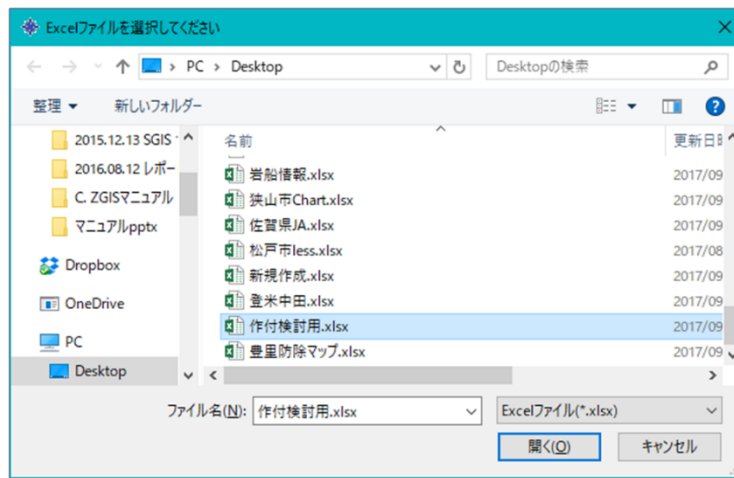 Excelファイルを選択してください
PC > Desktop
Desktopの検索
整理 新しいフォルダー
2015.12.13 SGIS
2016.08.12 レポー
C. ZGISマニュアル
マニュアルpptx
Dropbox
OneDrive
PC
Desktop
名前 更新日時
岩船情報.xlsx 2017/09
狭山市Chart.xlsx 2017/09
佐賀県JA.xlsx 2017/09
松戸市less.xlsx 2017/08
新規作成.xlsx 2017/09
登米中田.xlsx 2017/09
作付検討用.xlsx 2017/09
豊里防除マップ.xlsx 2017/09
ファイル名(N): 作付検討用.xlsx Excelファイル(*.xlsx)
開く(O) キャンセル